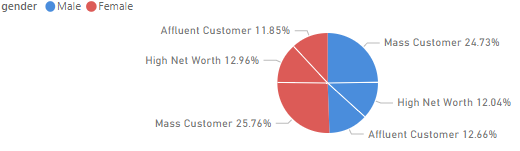 gender Male Female
Affluent Customer 11.85%
Mass Customer 24.73%
High Net Worth 12.96%
High Net Worth 12.04%
Mass Customer 25.76%
Affluent Customer 12.66%